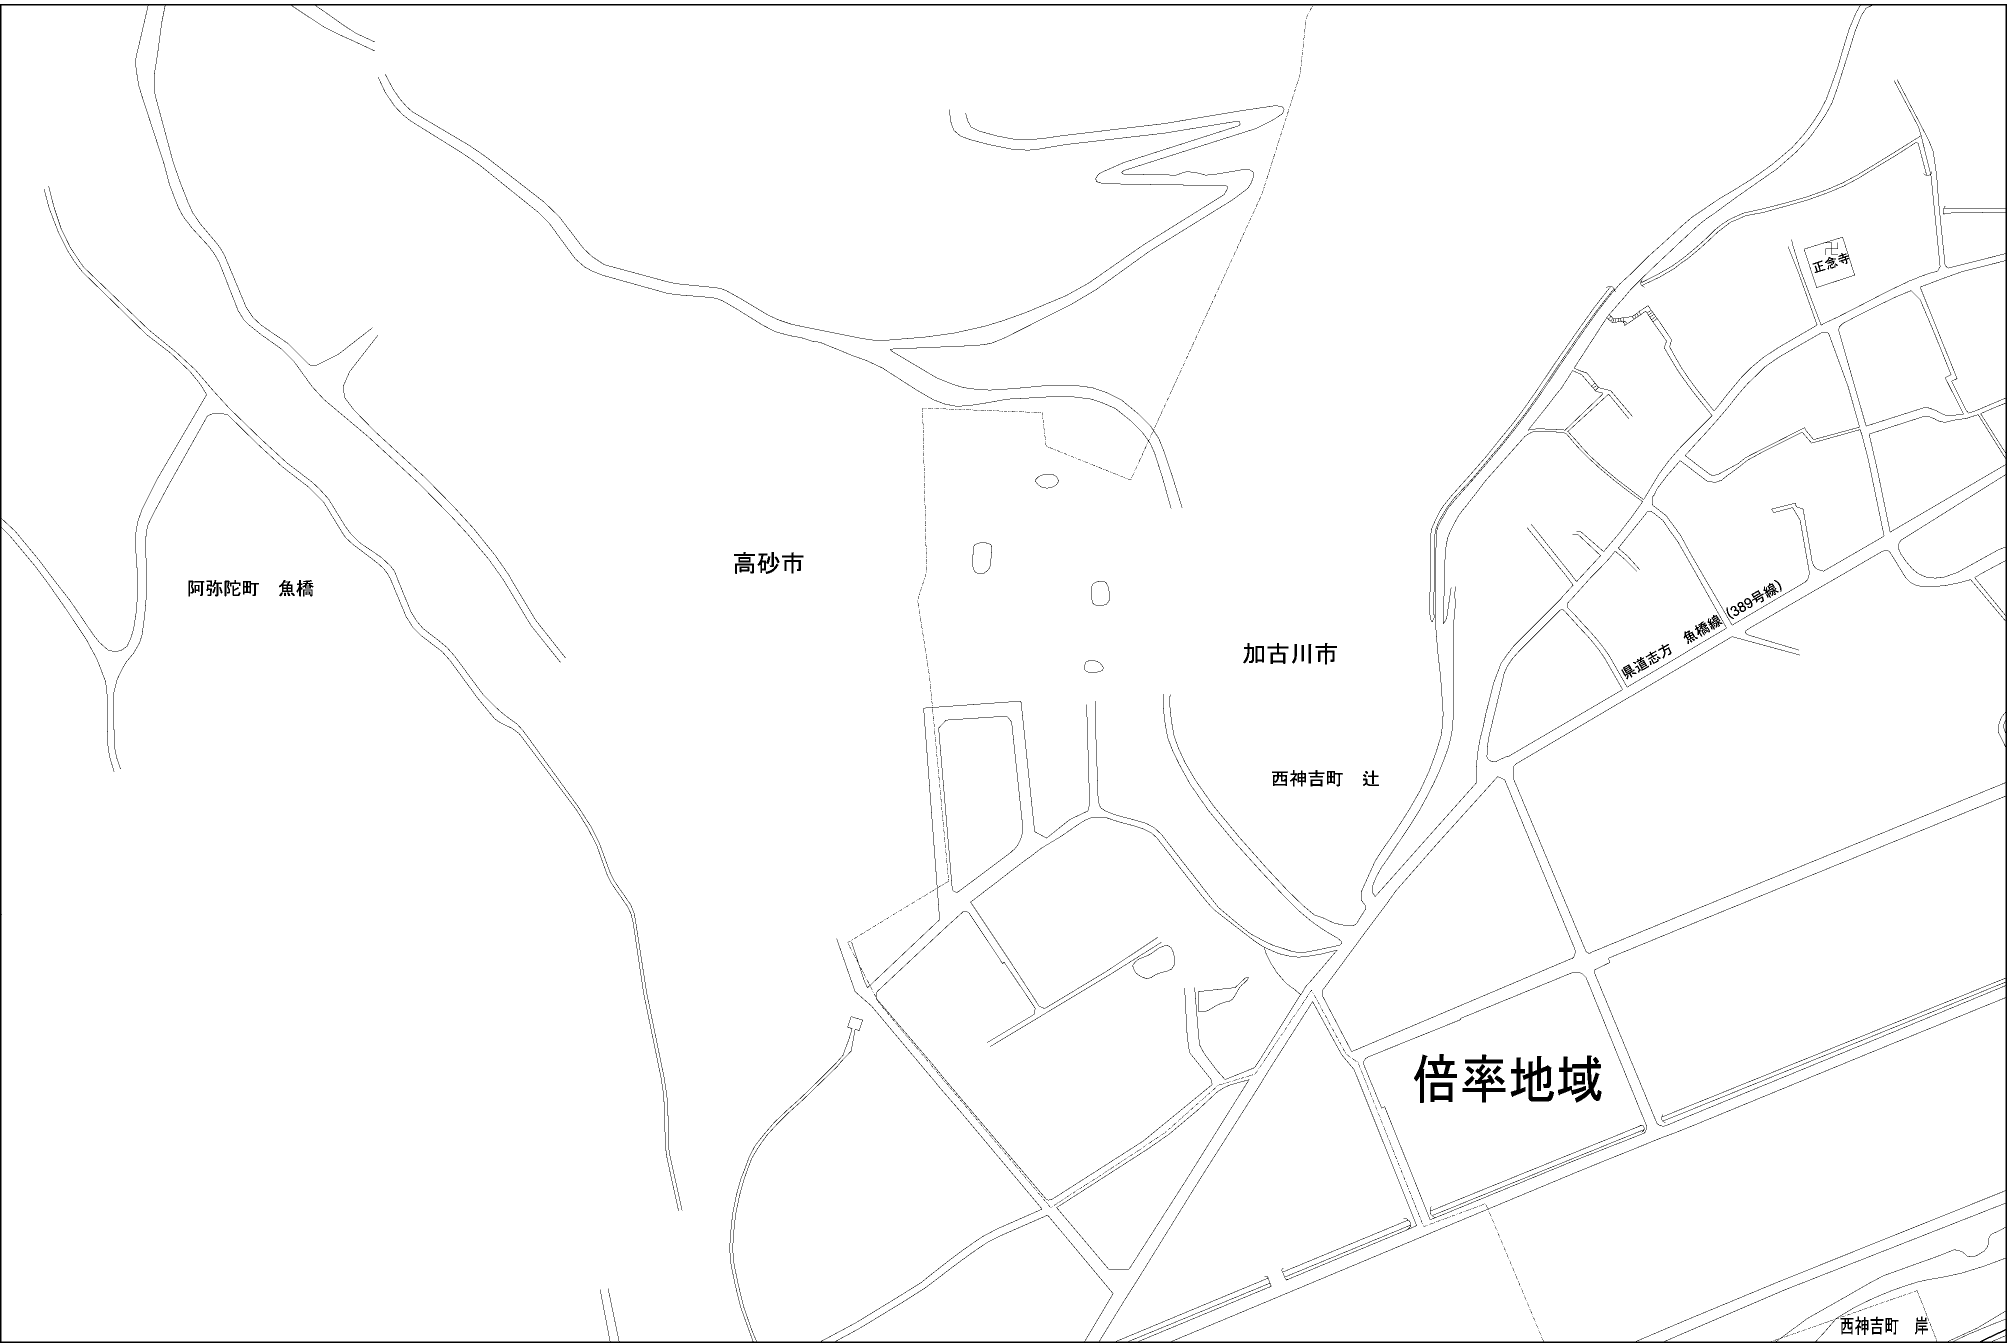 正念寺
高砂市
阿弥陀町　魚橋
県道志方　魚橋線 (389号線)
加古川市
西神吉町　辻
倍率地域
西神吉町　岸